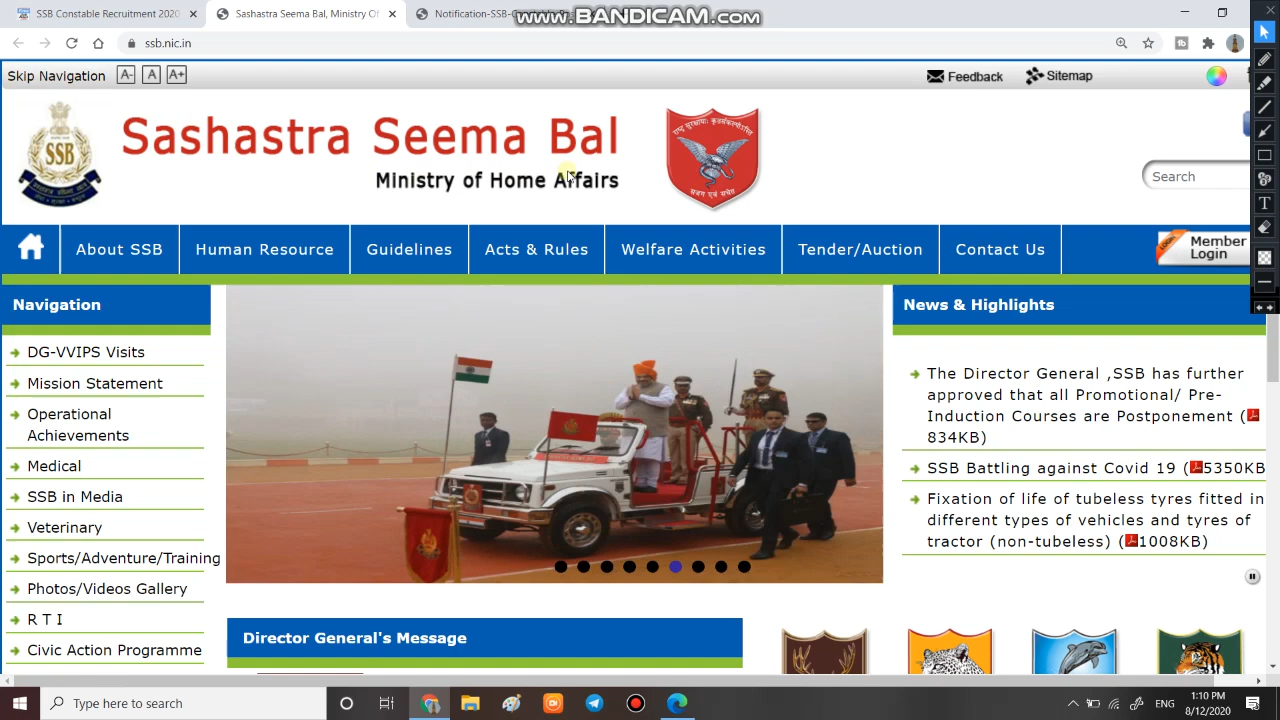 SSB Constable Recruitment 2020
Sashastra Seema Bal, Ministry Of
Notification-SSB-
www.BANDICAM.com
ssb.nic.in
Skip Navigation A- A A+
Feedback
Sitemap
SSB
Sashastra Seema Bal
Ministry of Home Affairs
Search
About SSB
Human Resource
Guidelines
Acts & Rules
Welfare Activities
Tender/Auction
Contact Us
LOGIN
Member
Login
Navigation
DG-VVIPS Visits
Mission Statement
Operational
Achievements
Medical
SSB in Media
Veterinary
Sports/Adventure/Training
Photos/Videos Gallery
R T I
Civic Action Programme
News & Highlights
The Director General ,SSB has further
approved that all Promotional/ Pre-
Induction Courses are Postponement (
834KB)
SSB Battling against Covid 19 ( 5350KB
Fixation of life of tubeless tyres fitted in
different types of vehicles and tyres of
tractor (non-tubeless) ( 1008KB)
Director General's Message
Type here to search
ENG
1:10 PM
8/12/2020